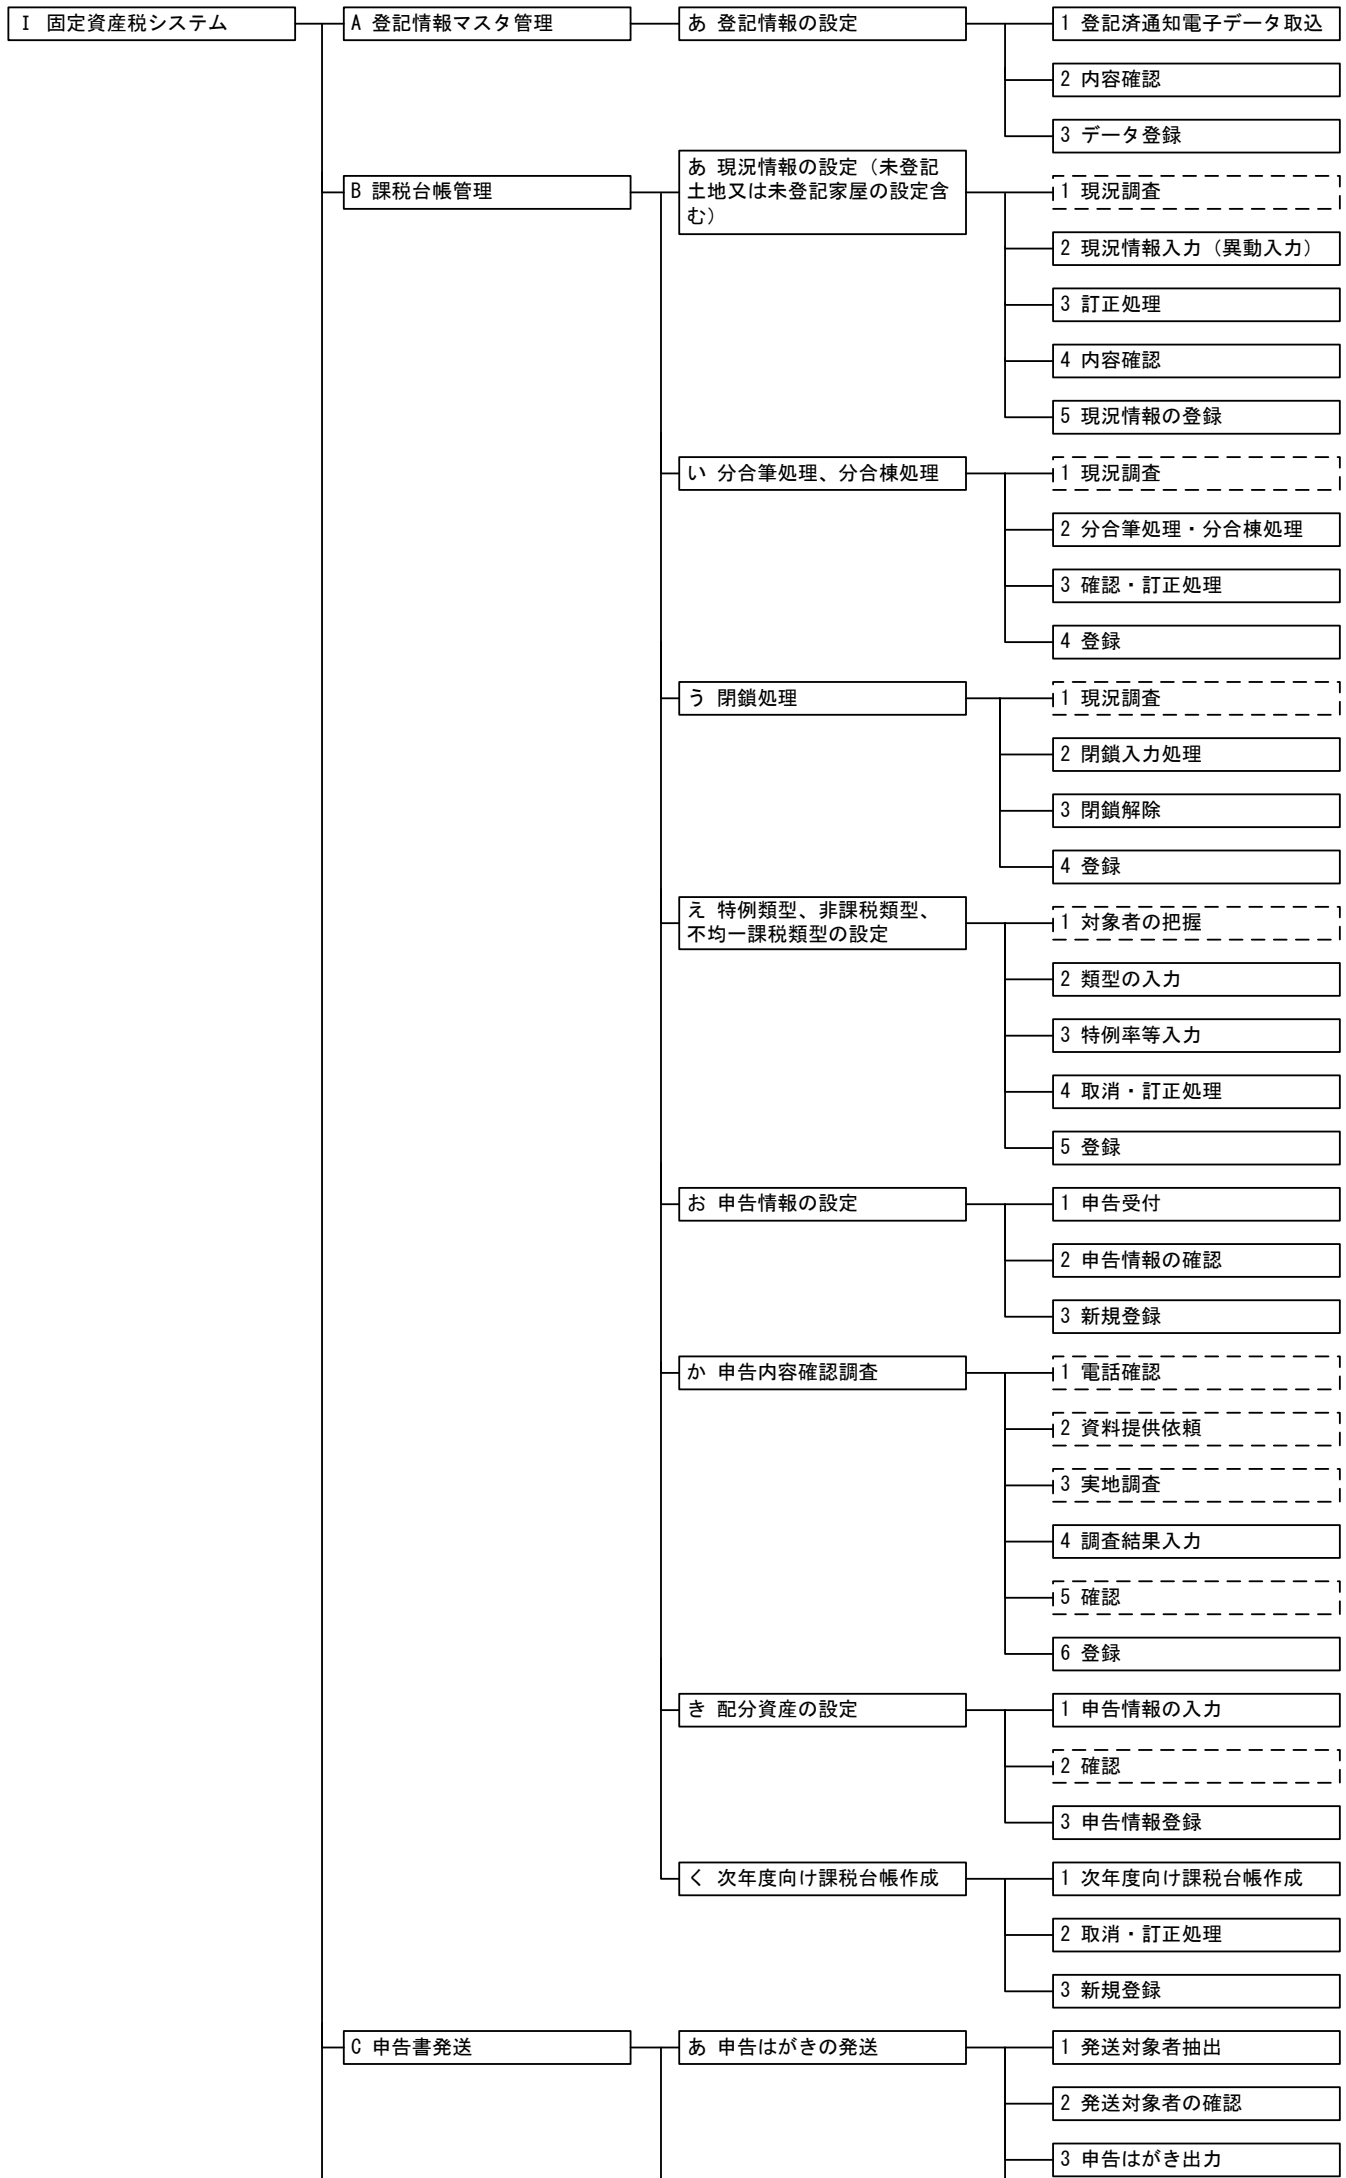 I 固定資産税システム
A 登記情報マスタ管理
あ 登記情報の設定
1 登記済通知電子データ取込
2 内容確認
3 データ登録
B 課税台帳管理
あ 現況情報の設定（未登記
土地又は未登記家屋の設定含
む）
1 現況調査
2 現況情報入力（異動入力）
3 訂正処理
4 内容確認
5 現況情報の登録
い 分合筆処理、分合棟処理
1 現況調査
2 分合筆処理・分合棟処理
3 確認・訂正処理
4 登録
う 閉鎖処理
1 現況調査
2 閉鎖入力処理
3 閉鎖解除
4 登録
え 特例類型、非課税類型、
不均一課税類型の設定
1 対象者の把握
2 類型の入力
3 特例率等入力
4 取消・訂正処理
5 登録
お 申告情報の設定
1 申告受付
2 申告情報の確認
3 新規登録
か 申告内容確認調査
1 電話確認
2 資料提供依頼
3 実地調査
4 調査結果入力
5 確認
6 登録
き 配分資産の設定
1 申告情報の入力
2 確認
3 申告情報登録
く 次年度向け課税台帳作成
1 次年度向け課税台帳作成
2 取消・訂正処理
3 新規登録
C 申告書発送
あ 申告はがきの発送
1 発送対象者抽出
2 発送対象者の確認
3 申告はがき出力